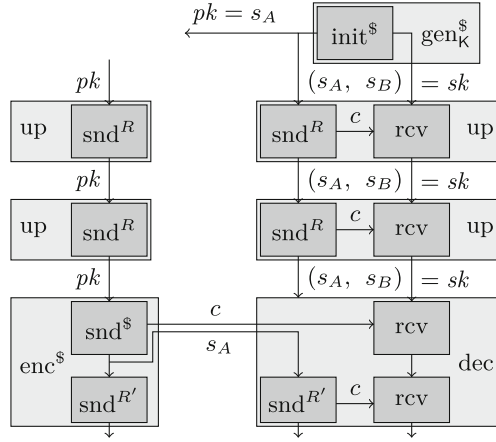 pk = s_A init^$ gen_K^$
pk (s_A, s_B) = sk
up snd^R snd^R c rcv up
pk (s_A, s_B) = sk
up snd^R snd^R c rcv up
pk (s_A, s_B) = sk
snd^$ c rcv
enc^$ s_A dec
snd^{R'} snd^{R'} c rcv